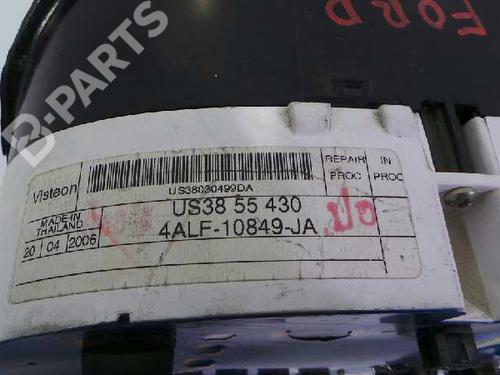 B-PARTS
FORD
Visteon
US38030499DA
REPAIR PROC
IN PROC
MADE IN THAILAND
20 04 2006
US38 55 430
4ALF-10849-JA